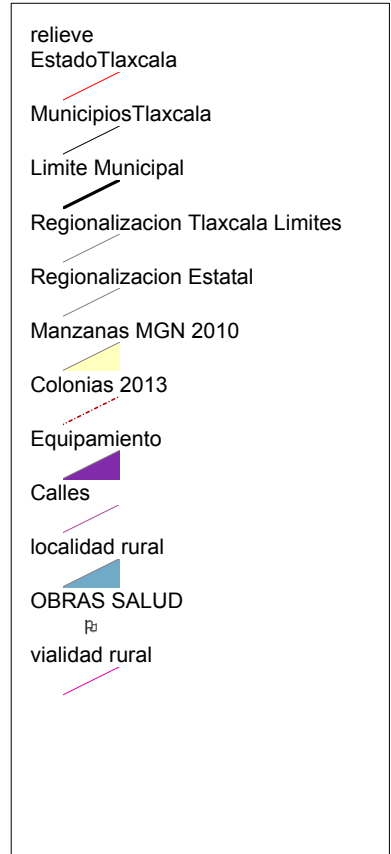 relieve
EstadoTlaxcala
MunicipiosTlaxcala
Limite Municipal
Regionalizacion Tlaxcala Limites
Regionalizacion Estatal
Manzanas MGN 2010
Colonias 2013
Equipamiento
Calles
localidad rural
OBRAS SALUD
vialidad rural